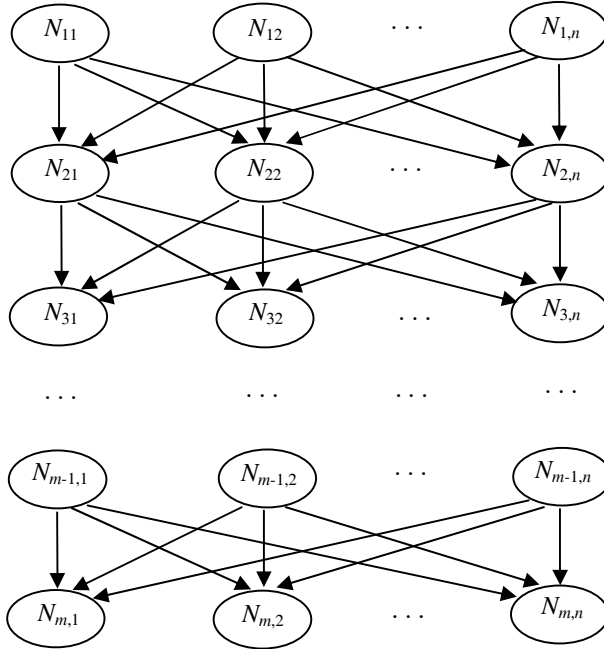 N11 N12 · · · N1,n
N21 N22 · · · N2,n
N31 N32 · · · N3,n
· · · · · · · · · · · ·
Nm-1,1 Nm-1,2 · · · Nm-1,n
Nm,1 Nm,2 · · · Nm,n